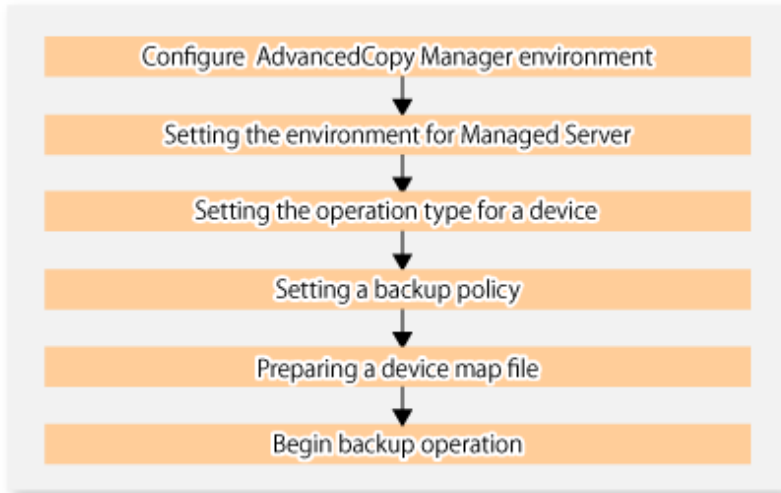 Configure AdvancedCopy Manager environment
Setting the environment for Managed Server
Setting the operation type for a device
Setting a backup policy
Preparing a device map file
Begin backup operation